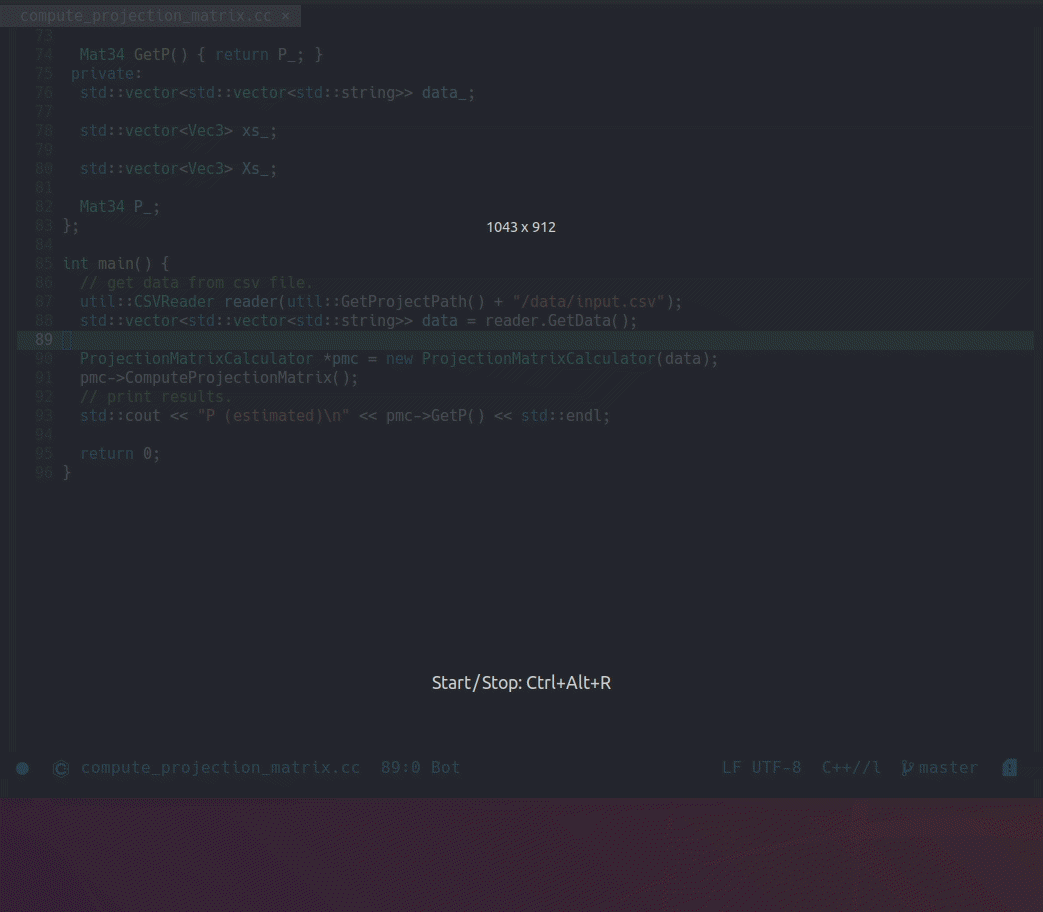 compute_projection_matrix.cc ×
73
74 Mat34 GetP() { return P_; }
75 private:
76 std::vector<std::vector<std::string>> data_;
77
78 std::vector<Vec3> xs_;
79
80 std::vector<Vec3> Xs_;
81
82 Mat34 P_;
83 };
1043 x 912
84
85 int main() {
86 // get data from csv file.
87 util::CSVReader reader(util::GetProjectPath() + "/data/input.csv");
88 std::vector<std::vector<std::string>> data = reader.GetData();
89
90 ProjectionMatrixCalculator *pmc = new ProjectionMatrixCalculator(data);
91 pmc->ComputeProjectionMatrix();
92 // print results.
93 std::cout << "P (estimated)\n" << pmc->GetP() << std::endl;
94
95 return 0;
96 }
Start/Stop: Ctrl+Alt+R
compute_projection_matrix.cc 89:0 Bot LF UTF-8 C++//l master